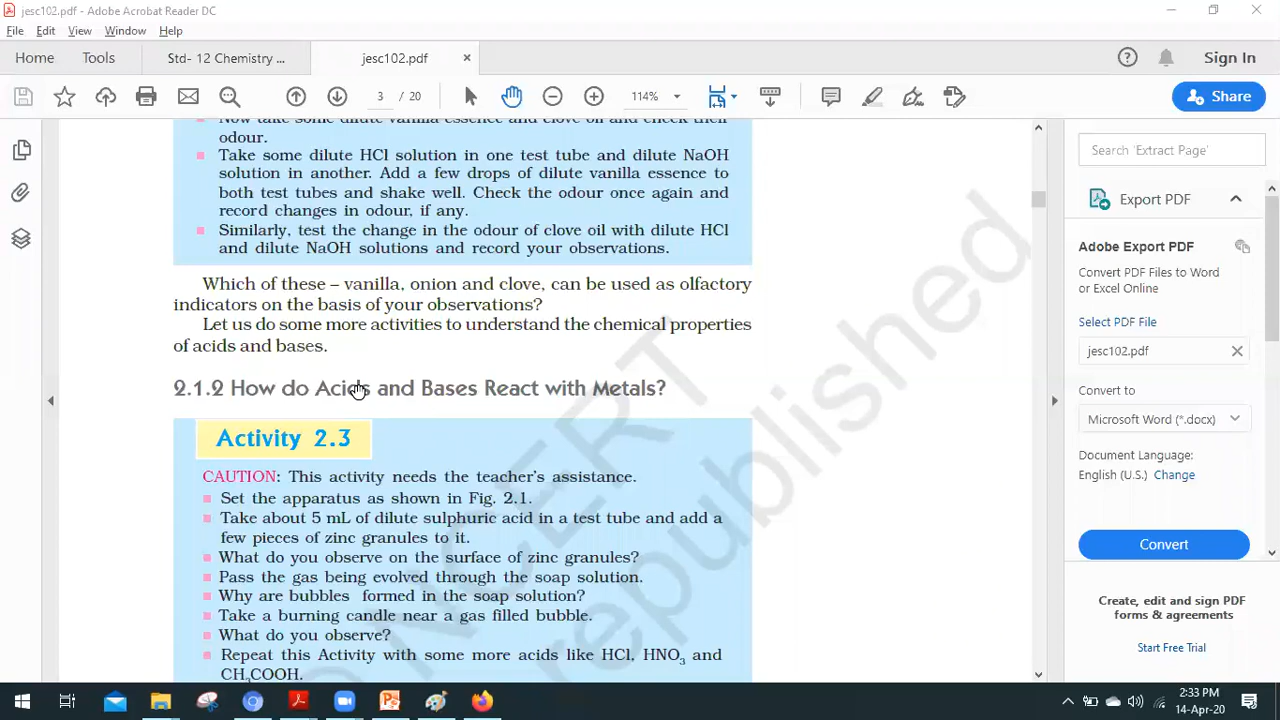 jesc102.pdf - Adobe Acrobat Reader DC
File Edit View Window Help
Home Tools Std- 12 Chemistry ... jesc102.pdf ×
Sign In
3 / 20 114% Share
Now take some dilute vanilla essence and clove oil and check their
odour.
Take some dilute HCl solution in one test tube and dilute NaOH
solution in another. Add a few drops of dilute vanilla essence to
both test tubes and shake well. Check the odour once again and
record changes in odour, if any.
Similarly, test the change in the odour of clove oil with dilute HCl
and dilute NaOH solutions and record your observations.
Which of these – vanilla, onion and clove, can be used as olfactory
indicators on the basis of your observations?
Let us do some more activities to understand the chemical properties
of acids and bases.
2.1.2 How do Acids and Bases React with Metals?
Activity 2.3
CAUTION: This activity needs the teacher's assistance.
Set the apparatus as shown in Fig. 2.1.
Take about 5 mL of dilute sulphuric acid in a test tube and add a
few pieces of zinc granules to it.
What do you observe on the surface of zinc granules?
Pass the gas being evolved through the soap solution.
Why are bubbles formed in the soap solution?
Take a burning candle near a gas filled bubble.
What do you observe?
Repeat this Activity with some more acids like HCl, HNO3 and
CH3COOH.
NCERT
republished
Search 'Extract Page'
Export PDF
Adobe Export PDF
Convert PDF Files to Word
or Excel Online
Select PDF File
jesc102.pdf
Convert to
Microsoft Word (*.docx)
Document Language:
English (U.S.) Change
Convert
Create, edit and sign PDF
forms & agreements
Start Free Trial
2:33 PM
14-Apr-20